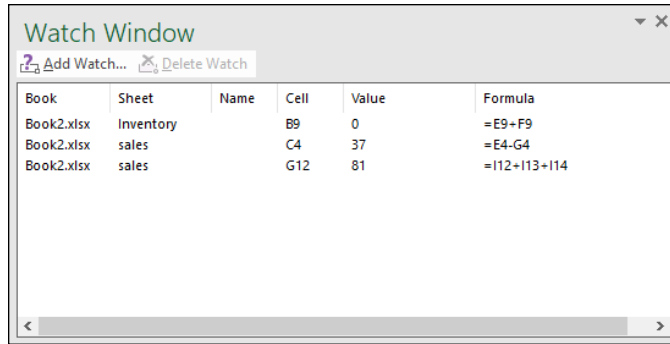 Watch Window
Add Watch... Delete Watch
Book Sheet Name Cell Value Formula
Book2.xlsx Inventory B9 0 =E9+F9
Book2.xlsx sales C4 37 =E4-G4
Book2.xlsx sales G12 81 =I12+I13+I14